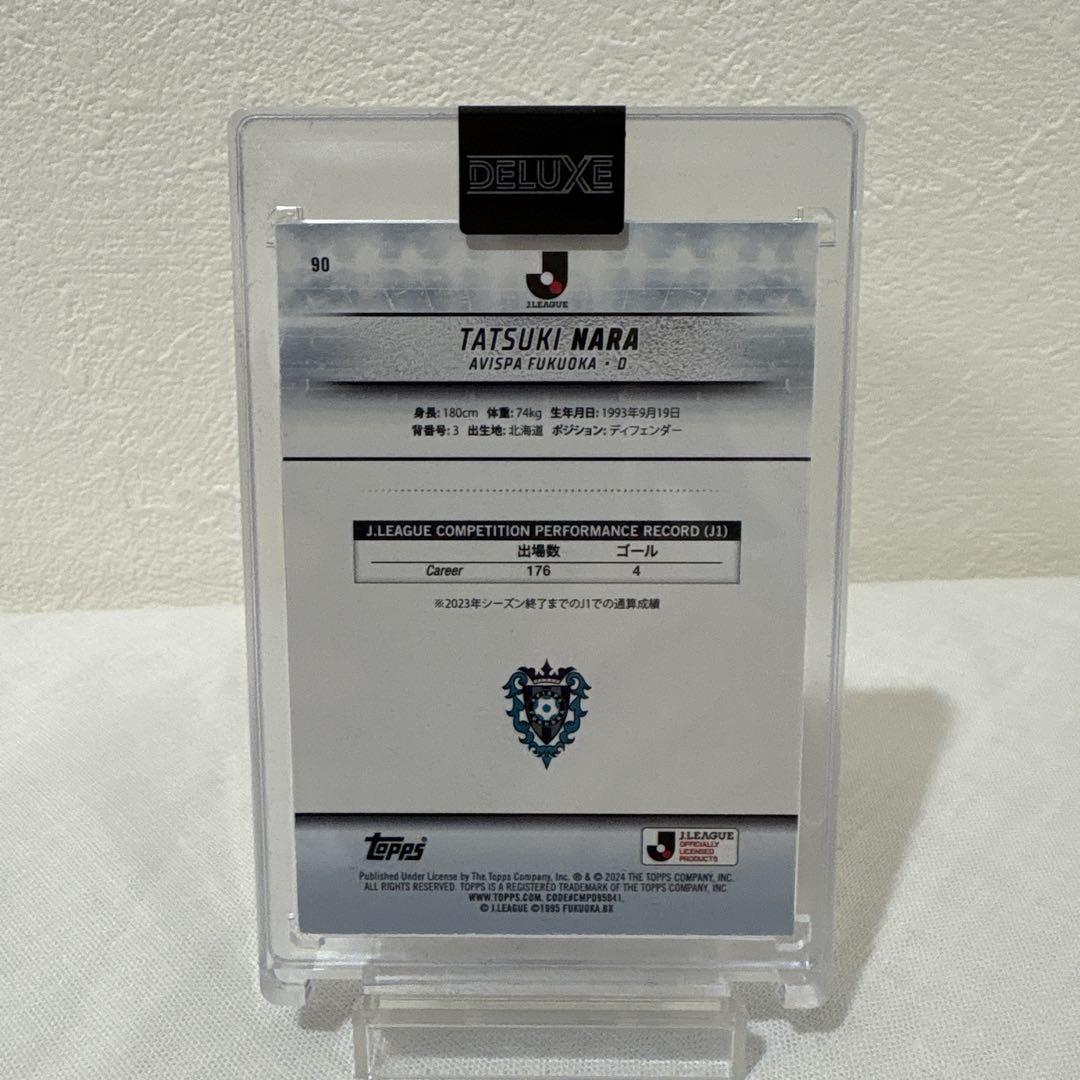 DELUXE
90
J.LEAGUE
TATSUKI NARA
AVISPA FUKUOKA・D
身長: 180cm 体重: 74kg 生年月日: 1993年9月19日
背番号: 3 出生地: 北海道 ポジション: ディフェンダー
J.LEAGUE COMPETITION PERFORMANCE RECORD (J1)
出場数 ゴール
Career 176 4
※2023年シーズン終了までのJ1での通算成績
topps®
J.LEAGUE
OFFICIALLY
LICENSED
PRODUCTS
Published Under License by The Topps Company, Inc. ® & © 2024 THE TOPPS COMPANY, INC.
ALL RIGHTS RESERVED. TOPPS IS A REGISTERED TRADEMARK OF THE TOPPS COMPANY, INC.
WWW.TOPPS.COM. CODE#CMP095041.
© J.LEAGUE ©1995 FUKUOKA.BX